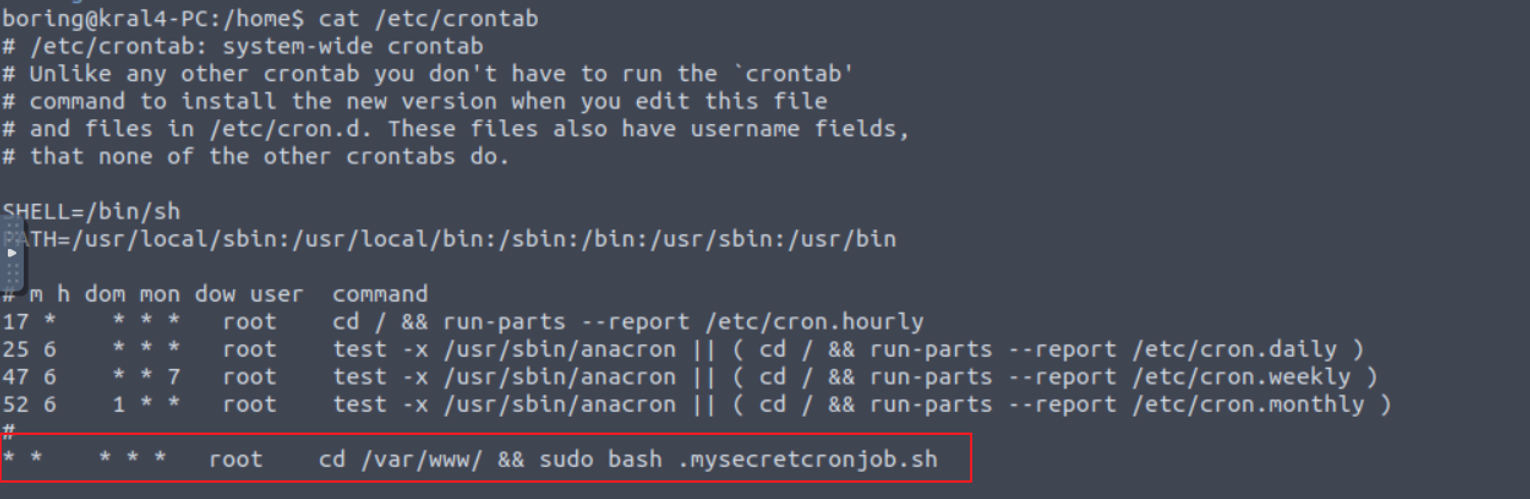 boring@kral4-PC:/home$ cat /etc/crontab
# /etc/crontab: system-wide crontab
# Unlike any other crontab you don't have to run the `crontab'
# command to install the new version when you edit this file
# and files in /etc/cron.d. These files also have username fields,
# that none of the other crontabs do.
SHELL=/bin/sh
PATH=/usr/local/sbin:/usr/local/bin:/sbin:/bin:/usr/sbin:/usr/bin
# m h dom mon dow user  command
17 *    * * *   root    cd / && run-parts --report /etc/cron.hourly
25 6    * * *   root    test -x /usr/sbin/anacron || ( cd / && run-parts --report /etc/cron.daily )
47 6    * * 7   root    test -x /usr/sbin/anacron || ( cd / && run-parts --report /etc/cron.weekly )
52 6    1 * *   root    test -x /usr/sbin/anacron || ( cd / && run-parts --report /etc/cron.monthly )
#
* *    * * *   root    cd /var/www/ && sudo bash .mysecretcronjob.sh